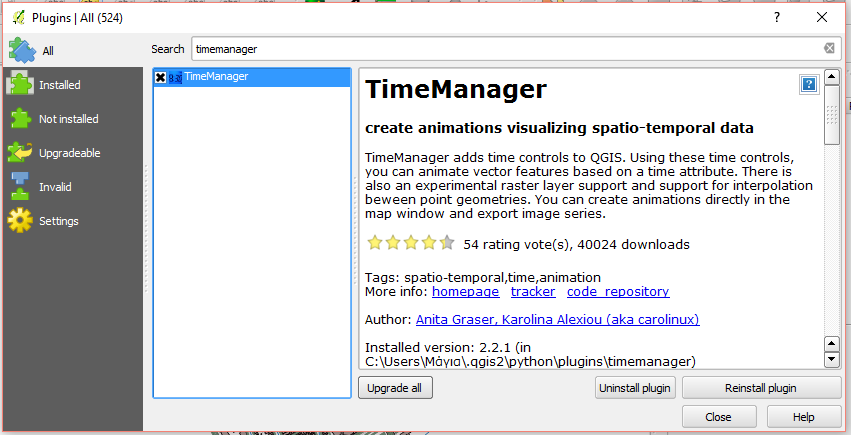 Plugins | All (524)
All
Search
timemanager
Installed
Not installed
Upgradeable
Invalid
Settings
TimeManager
TimeManager
create animations visualizing spatio-temporal data
TimeManager adds time controls to QGIS. Using these time controls,
you can animate vector features based on a time attribute. There is
also an experimental raster layer support and support for interpolation
beween point geometries. You can create animations directly in the
map window and export image series.
54 rating vote(s), 40024 downloads
Tags: spatio-temporal,time,animation
More info: homepage tracker code_repository
Author: Anita Graser, Karolina Alexiou (aka carolinux)
Installed version: 2.2.1 (in
C:\Users\Μάγια\.qgis2\python\plugins\timemanager)
Upgrade all
Uninstall plugin
Reinstall plugin
Close
Help